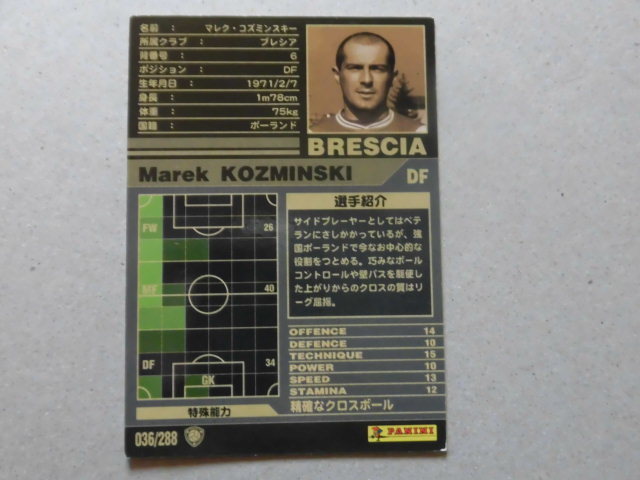 名前 : マレク・コズミンスキー
所属クラブ : ブレシア
背番号 : 6
ポジション : DF
生年月日 : 1971/2/7
身長 : 1m78cm
体重 : 75kg
国籍 : ポーランド
BRESCIA
Marek KOZMINSKI
DF
FW 26
MF 40
DF 34
GK
選手紹介
サイドプレーヤーとしてはベテ
ランにさしかかっているが、強
国ポーランドで今なお中心的な
役割をつとめる。巧みなボール
コントロールや壁パスを駆使し
た上がりからのクロスの質はリ
ーグ屈指。
OFFENCE 14
DEFENCE 10
TECHNIQUE 15
POWER 10
SPEED 13
STAMINA 12
特殊能力 精確なクロスボール
036/288
PANINI